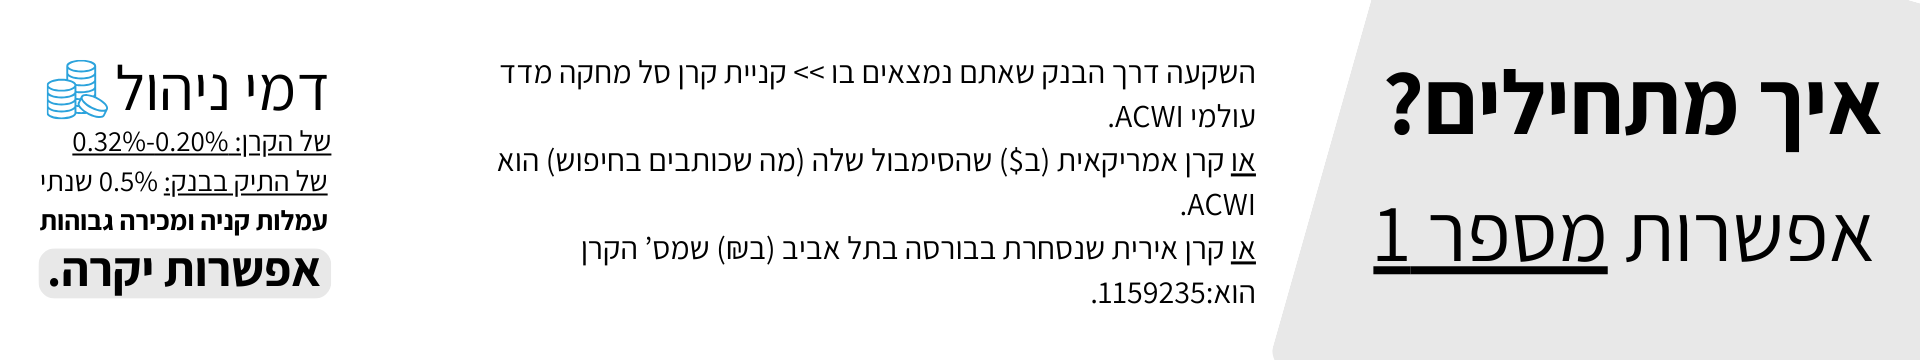 איך מתחילים?
אפשרות מספר 1
השקעה דרך הבנק שאתם נמצאים בו >> קניית קרן סל מחקה מדד
עולמי ACWI.
או קרן אמריקאית (ב$) שהסימבול שלה (מה שכותבים בחיפוש) הוא
ACWI.
או קרן אירית שנסחרת בבורסה בתל אביב (ב₪) שמס' הקרן
הוא:1159235.
דמי ניהול
של הקרן: 0.32%-0.20%
של התיק בבנק: 0.5% שנתי
עמלות קניה ומכירה גבוהות
אפשרות יקרה.